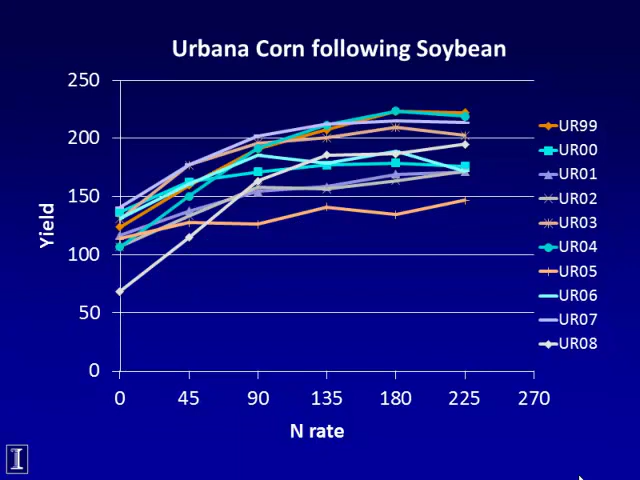 Urbana Corn following Soybean
250
200
150
100
50
0
Yield
0 45 90 135 180 225 270
N rate
UR99
UR00
UR01
UR02
UR03
UR04
UR05
UR06
UR07
UR08
I